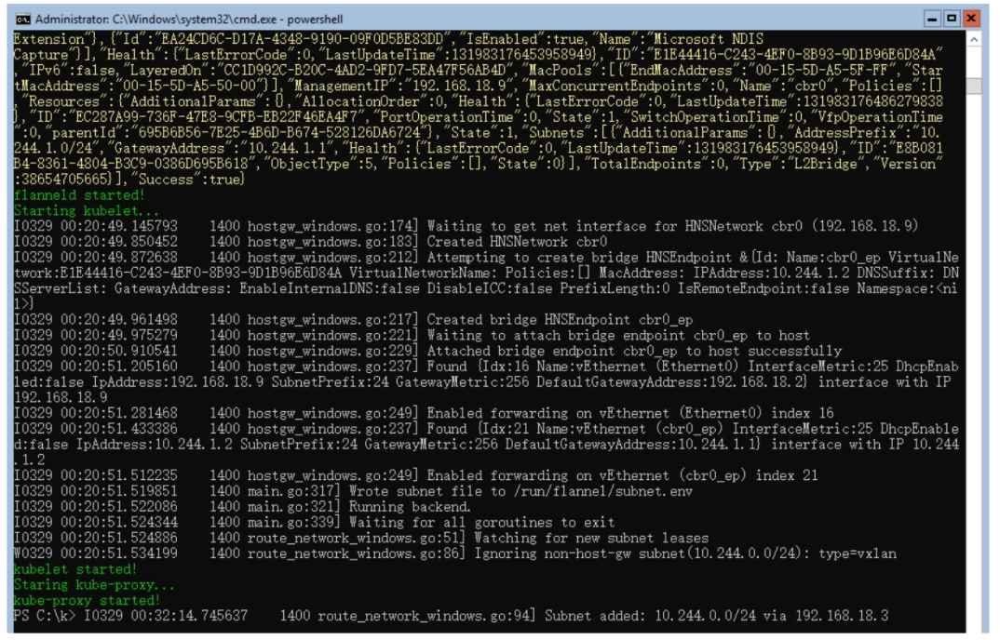 Administrator: C:\Windows\system32\cmd.exe - powershell
Extension"}, {"Id":"EA24CD6C-D17A-4348-9190-09F0D5BE83DD","IsEnabled":true,"Name":"Microsoft NDIS
Capture"}],"Health":{"LastErrorCode":0,"LastUpdateTime":131983176453958949},"ID":"E1E44416-C243-4EF0-8B93-9D1B96E6D84A"
,"IPv6":false,"LayeredOn":"CC1D992C-B20C-4AD2-9FD7-5EA47F56AB4D","MacPools":[{"EndMacAddress":"00-15-5D-A5-5F-FF","Star
tMacAddress":"00-15-5D-A5-50-00"}],"ManagementIP":"192.168.18.9","MaxConcurrentEndpoints":0,"Name":"cbr0","Policies":[]
,"Resources":{"AdditionalParams":{},"AllocationOrder":0,"Health":{"LastErrorCode":0,"LastUpdateTime":131983176486279838
},"ID":"EC287A99-736F-47E8-9CFB-EB22F46EA4F7","PortOperationTime":0,"State":1,"SwitchOperationTime":0,"VfpOperationTime
":0,"parentId":"695B6B56-7E25-4B6D-B674-528126DA6724"},"State":1,"Subnets":[{"AdditionalParams":{},"AddressPrefix":"10.
244.1.0/24","GatewayAddress":"10.244.1.1","Health":{"LastErrorCode":0,"LastUpdateTime":131983176453958949},"ID":"E8B081
B4-8361-4804-B3C9-0386D695B618","ObjectType":5,"Policies":[],"State":0}],"TotalEndpoints":0,"Type":"L2Bridge","Version"
:38654705665}],"Success":true}
flanneld started!
Starting kubelet...
I0329 00:20:49.145793    1400 hostgw_windows.go:174] Waiting to get net interface for HNSNetwork cbr0 (192.168.18.9)
I0329 00:20:49.850452    1400 hostgw_windows.go:183] Created HNSNetwork cbr0
I0329 00:20:49.872638    1400 hostgw_windows.go:212] Attempting to create bridge HNSEndpoint &{Id: Name:cbr0_ep VirtualNe
twork:E1E44416-C243-4EF0-8B93-9D1B96E6D84A VirtualNetworkName: Policies:[] MacAddress: IPAddress:10.244.1.2 DNSSuffix: DN
SServerList: GatewayAddress: EnableInternalDNS:false DisableICC:false PrefixLength:0 IsRemoteEndpoint:false Namespace:<ni
l>}
I0329 00:20:49.961498    1400 hostgw_windows.go:217] Created bridge HNSEndpoint cbr0_ep
I0329 00:20:49.975279    1400 hostgw_windows.go:221] Waiting to attach bridge endpoint cbr0_ep to host
I0329 00:20:50.910541    1400 hostgw_windows.go:229] Attached bridge endpoint cbr0_ep to host successfully
I0329 00:20:51.205160    1400 hostgw_windows.go:237] Found {Idx:16 Name:vEthernet (Ethernet0) InterfaceMetric:25 DhcpEnab
led:false IpAddress:192.168.18.9 SubnetPrefix:24 GatewayMetric:256 DefaultGatewayAddress:192.168.18.2} interface with IP
192.168.18.9
I0329 00:20:51.281468    1400 hostgw_windows.go:249] Enabled forwarding on vEthernet (Ethernet0) index 16
I0329 00:20:51.433386    1400 hostgw_windows.go:237] Found {Idx:21 Name:vEthernet (cbr0_ep) InterfaceMetric:25 DhcpEnable
d:false IpAddress:10.244.1.2 SubnetPrefix:24 GatewayMetric:256 DefaultGatewayAddress:10.244.1.1} interface with IP 10.244
.1.2
I0329 00:20:51.512235    1400 hostgw_windows.go:249] Enabled forwarding on vEthernet (cbr0_ep) index 21
I0329 00:20:51.519851    1400 main.go:317] Wrote subnet file to /run/flannel/subnet.env
I0329 00:20:51.522086    1400 main.go:321] Running backend.
I0329 00:20:51.524344    1400 main.go:339] Waiting for all goroutines to exit
I0329 00:20:51.524886    1400 route_network_windows.go:51] Watching for new subnet leases
W0329 00:20:51.534199    1400 route_network_windows.go:86] Ignoring non-host-gw subnet(10.244.0.0/24): type=vxlan
kubelet started!
Staring kube-proxy...
kube-proxy started!
PS C:\k> I0329 00:32:14.745637    1400 route_network_windows.go:94] Subnet added: 10.244.0.0/24 via 192.168.18.3